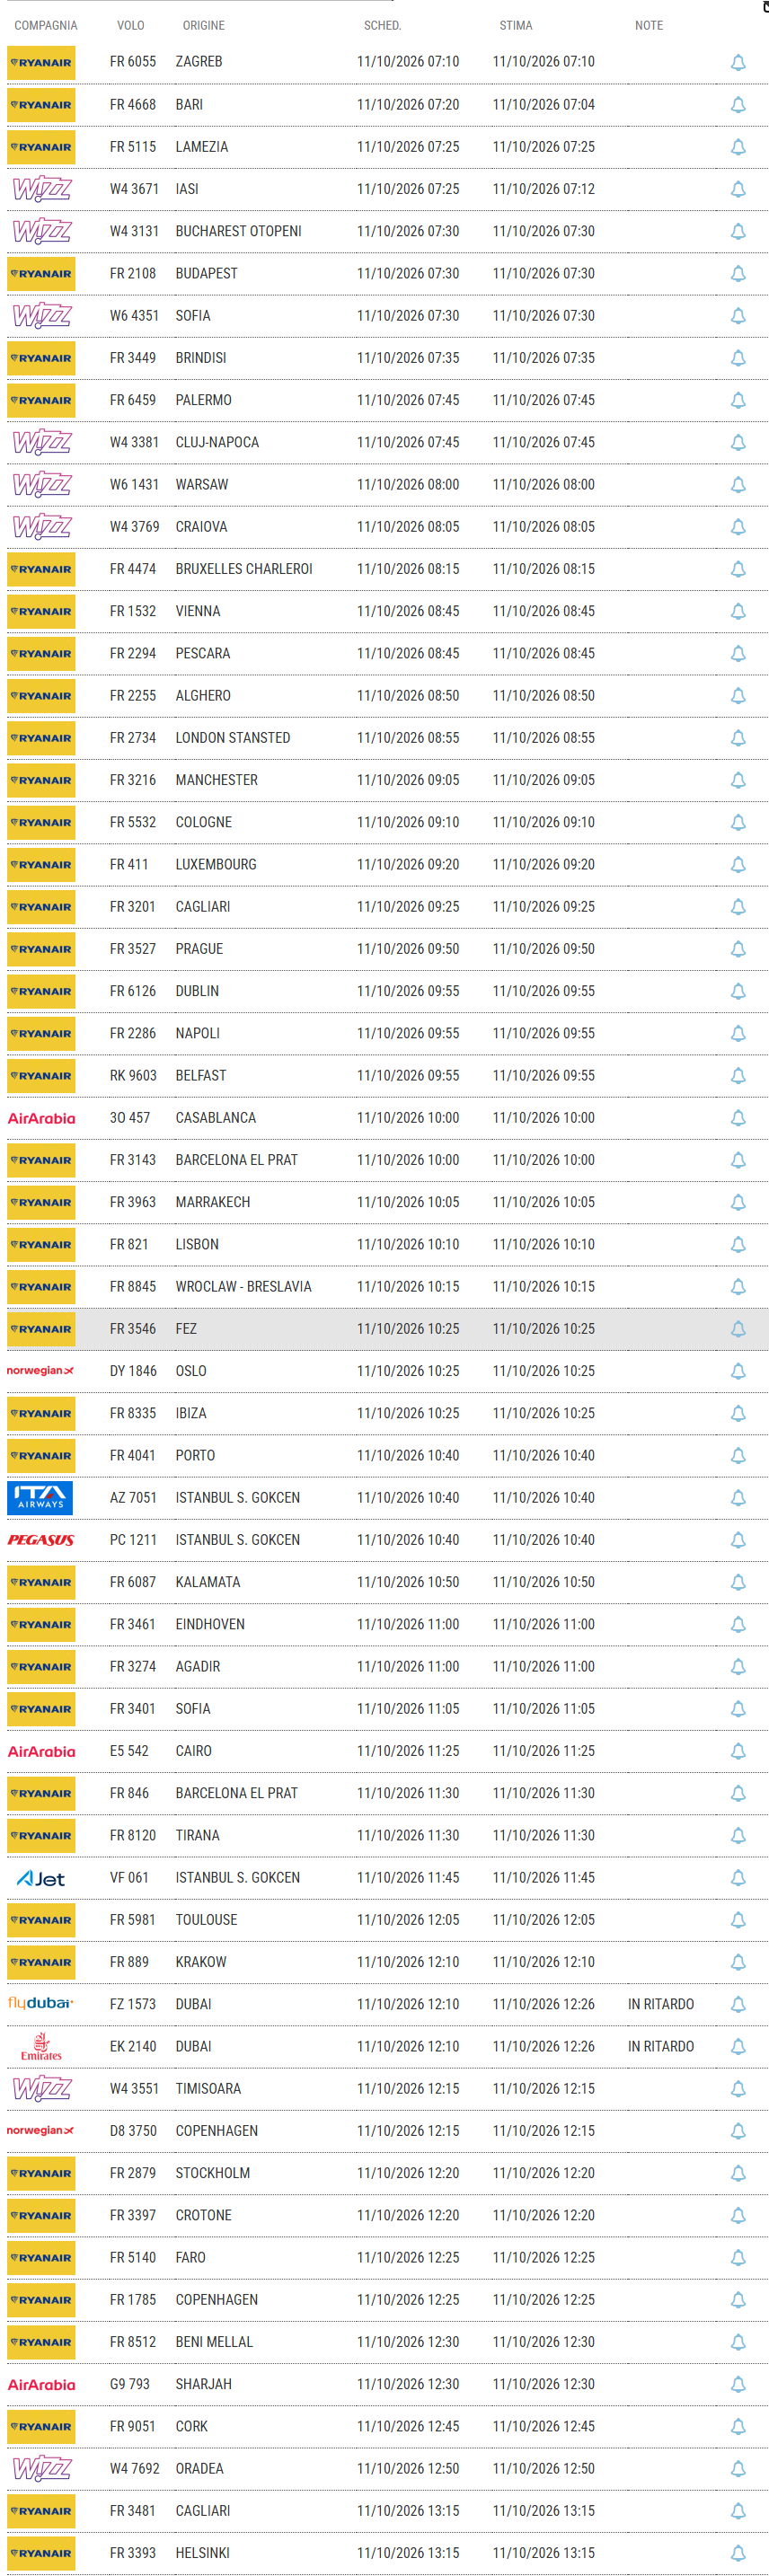 COMPAGNIA VOLO ORIGINE SCHED. STIMA NOTE
RYANAIR FR 6055 ZAGREB 11/10/2026 07:10 11/10/2026 07:10
RYANAIR FR 4668 BARI 11/10/2026 07:20 11/10/2026 07:04
RYANAIR FR 5115 LAMEZIA 11/10/2026 07:25 11/10/2026 07:25
WIZZ W4 3671 IASI 11/10/2026 07:25 11/10/2026 07:12
WIZZ W4 3131 BUCHAREST OTOPENI 11/10/2026 07:30 11/10/2026 07:30
RYANAIR FR 2108 BUDAPEST 11/10/2026 07:30 11/10/2026 07:30
WIZZ W6 4351 SOFIA 11/10/2026 07:30 11/10/2026 07:30
RYANAIR FR 3449 BRINDISI 11/10/2026 07:35 11/10/2026 07:35
RYANAIR FR 6459 PALERMO 11/10/2026 07:45 11/10/2026 07:45
WIZZ W4 3381 CLUJ-NAPOCA 11/10/2026 07:45 11/10/2026 07:45
WIZZ W6 1431 WARSAW 11/10/2026 08:00 11/10/2026 08:00
WIZZ W4 3769 CRAIOVA 11/10/2026 08:05 11/10/2026 08:05
RYANAIR FR 4474 BRUXELLES CHARLEROI 11/10/2026 08:15 11/10/2026 08:15
RYANAIR FR 1532 VIENNA 11/10/2026 08:45 11/10/2026 08:45
RYANAIR FR 2294 PESCARA 11/10/2026 08:45 11/10/2026 08:45
RYANAIR FR 2255 ALGHERO 11/10/2026 08:50 11/10/2026 08:50
RYANAIR FR 2734 LONDON STANSTED 11/10/2026 08:55 11/10/2026 08:55
RYANAIR FR 3216 MANCHESTER 11/10/2026 09:05 11/10/2026 09:05
RYANAIR FR 5532 COLOGNE 11/10/2026 09:10 11/10/2026 09:10
RYANAIR FR 411 LUXEMBOURG 11/10/2026 09:20 11/10/2026 09:20
RYANAIR FR 3201 CAGLIARI 11/10/2026 09:25 11/10/2026 09:25
RYANAIR FR 3527 PRAGUE 11/10/2026 09:50 11/10/2026 09:50
RYANAIR FR 6126 DUBLIN 11/10/2026 09:55 11/10/2026 09:55
RYANAIR FR 2286 NAPOLI 11/10/2026 09:55 11/10/2026 09:55
RYANAIR RK 9603 BELFAST 11/10/2026 09:55 11/10/2026 09:55
AirArabia 3O 457 CASABLANCA 11/10/2026 10:00 11/10/2026 10:00
RYANAIR FR 3143 BARCELONA EL PRAT 11/10/2026 10:00 11/10/2026 10:00
RYANAIR FR 3963 MARRAKECH 11/10/2026 10:05 11/10/2026 10:05
RYANAIR FR 821 LISBON 11/10/2026 10:10 11/10/2026 10:10
RYANAIR FR 8845 WROCLAW - BRESLAVIA 11/10/2026 10:15 11/10/2026 10:15
RYANAIR FR 3546 FEZ 11/10/2026 10:25 11/10/2026 10:25
norwegian DY 1846 OSLO 11/10/2026 10:25 11/10/2026 10:25
RYANAIR FR 8335 IBIZA 11/10/2026 10:25 11/10/2026 10:25
RYANAIR FR 4041 PORTO 11/10/2026 10:40 11/10/2026 10:40
ITA AIRWAYS AZ 7051 ISTANBUL S. GOKCEN 11/10/2026 10:40 11/10/2026 10:40
PEGASUS PC 1211 ISTANBUL S. GOKCEN 11/10/2026 10:40 11/10/2026 10:40
RYANAIR FR 6087 KALAMATA 11/10/2026 10:50 11/10/2026 10:50
RYANAIR FR 3461 EINDHOVEN 11/10/2026 11:00 11/10/2026 11:00
RYANAIR FR 3274 AGADIR 11/10/2026 11:00 11/10/2026 11:00
RYANAIR FR 3401 SOFIA 11/10/2026 11:05 11/10/2026 11:05
AirArabia E5 542 CAIRO 11/10/2026 11:25 11/10/2026 11:25
RYANAIR FR 846 BARCELONA EL PRAT 11/10/2026 11:30 11/10/2026 11:30
RYANAIR FR 8120 TIRANA 11/10/2026 11:30 11/10/2026 11:30
AJet VF 061 ISTANBUL S. GOKCEN 11/10/2026 11:45 11/10/2026 11:45
RYANAIR FR 5981 TOULOUSE 11/10/2026 12:05 11/10/2026 12:05
RYANAIR FR 889 KRAKOW 11/10/2026 12:10 11/10/2026 12:10
flydubai FZ 1573 DUBAI 11/10/2026 12:10 11/10/2026 12:26 IN RITARDO
Emirates EK 2140 DUBAI 11/10/2026 12:10 11/10/2026 12:26 IN RITARDO
WIZZ W4 3551 TIMISOARA 11/10/2026 12:15 11/10/2026 12:15
norwegian D8 3750 COPENHAGEN 11/10/2026 12:15 11/10/2026 12:15
RYANAIR FR 2879 STOCKHOLM 11/10/2026 12:20 11/10/2026 12:20
RYANAIR FR 3397 CROTONE 11/10/2026 12:20 11/10/2026 12:20
RYANAIR FR 5140 FARO 11/10/2026 12:25 11/10/2026 12:25
RYANAIR FR 1785 COPENHAGEN 11/10/2026 12:25 11/10/2026 12:25
RYANAIR FR 8512 BENI MELLAL 11/10/2026 12:30 11/10/2026 12:30
AirArabia G9 793 SHARJAH 11/10/2026 12:30 11/10/2026 12:30
RYANAIR FR 9051 CORK 11/10/2026 12:45 11/10/2026 12:45
WIZZ W4 7692 ORADEA 11/10/2026 12:50 11/10/2026 12:50
RYANAIR FR 3481 CAGLIARI 11/10/2026 13:15 11/10/2026 13:15
RYANAIR FR 3393 HELSINKI 11/10/2026 13:15 11/10/2026 13:15